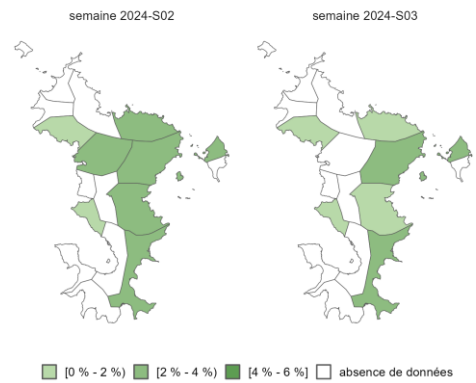 semaine 2024-S02
semaine 2024-S03
[0 % - 2 %) [2 % - 4 %) [4 % - 6 %] absence de données